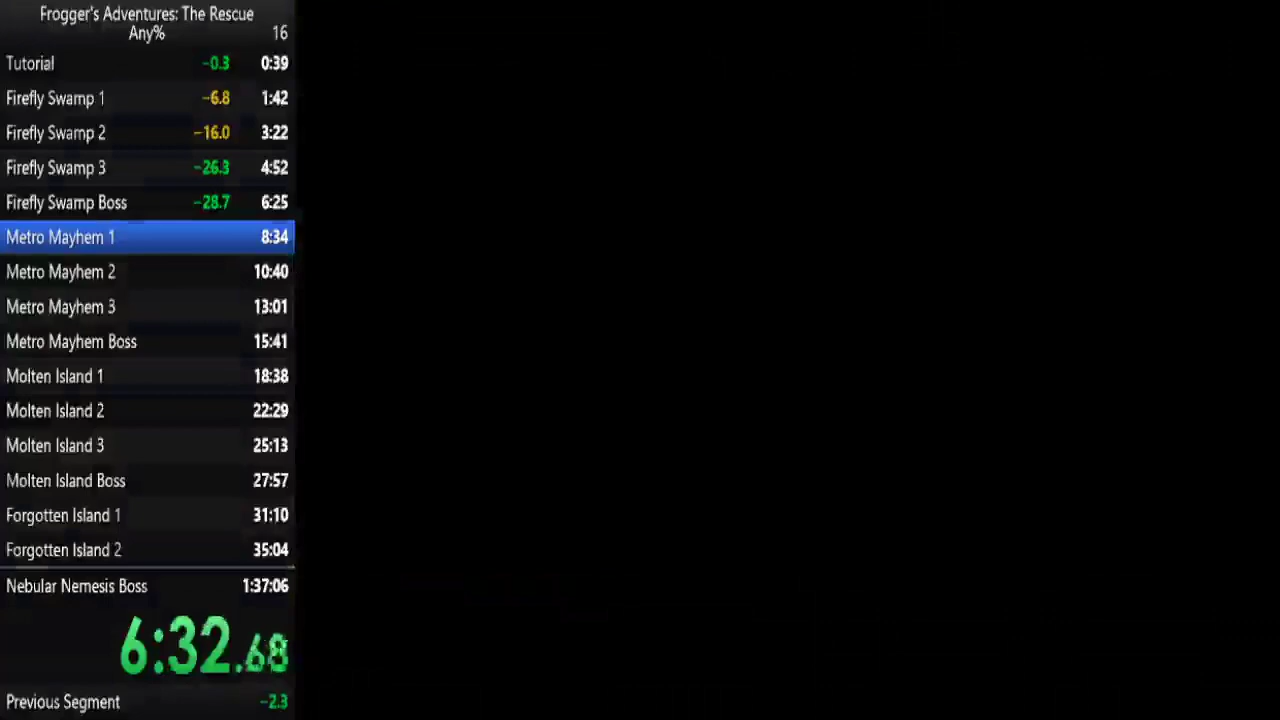 Frogger's Adventures: The Rescue
Any% 16
Tutorial −0.3 0:39
Firefly Swamp 1 −6.8 1:42
Firefly Swamp 2 −16.0 3:22
Firefly Swamp 3 −26.3 4:52
Firefly Swamp Boss −28.7 6:25
Metro Mayhem 1 8:34
Metro Mayhem 2 10:40
Metro Mayhem 3 13:01
Metro Mayhem Boss 15:41
Molten Island 1 18:38
Molten Island 2 22:29
Molten Island 3 25:13
Molten Island Boss 27:57
Forgotten Island 1 31:10
Forgotten Island 2 35:04
Nebular Nemesis Boss 1:37:06
6:32.68
Previous Segment −2.3